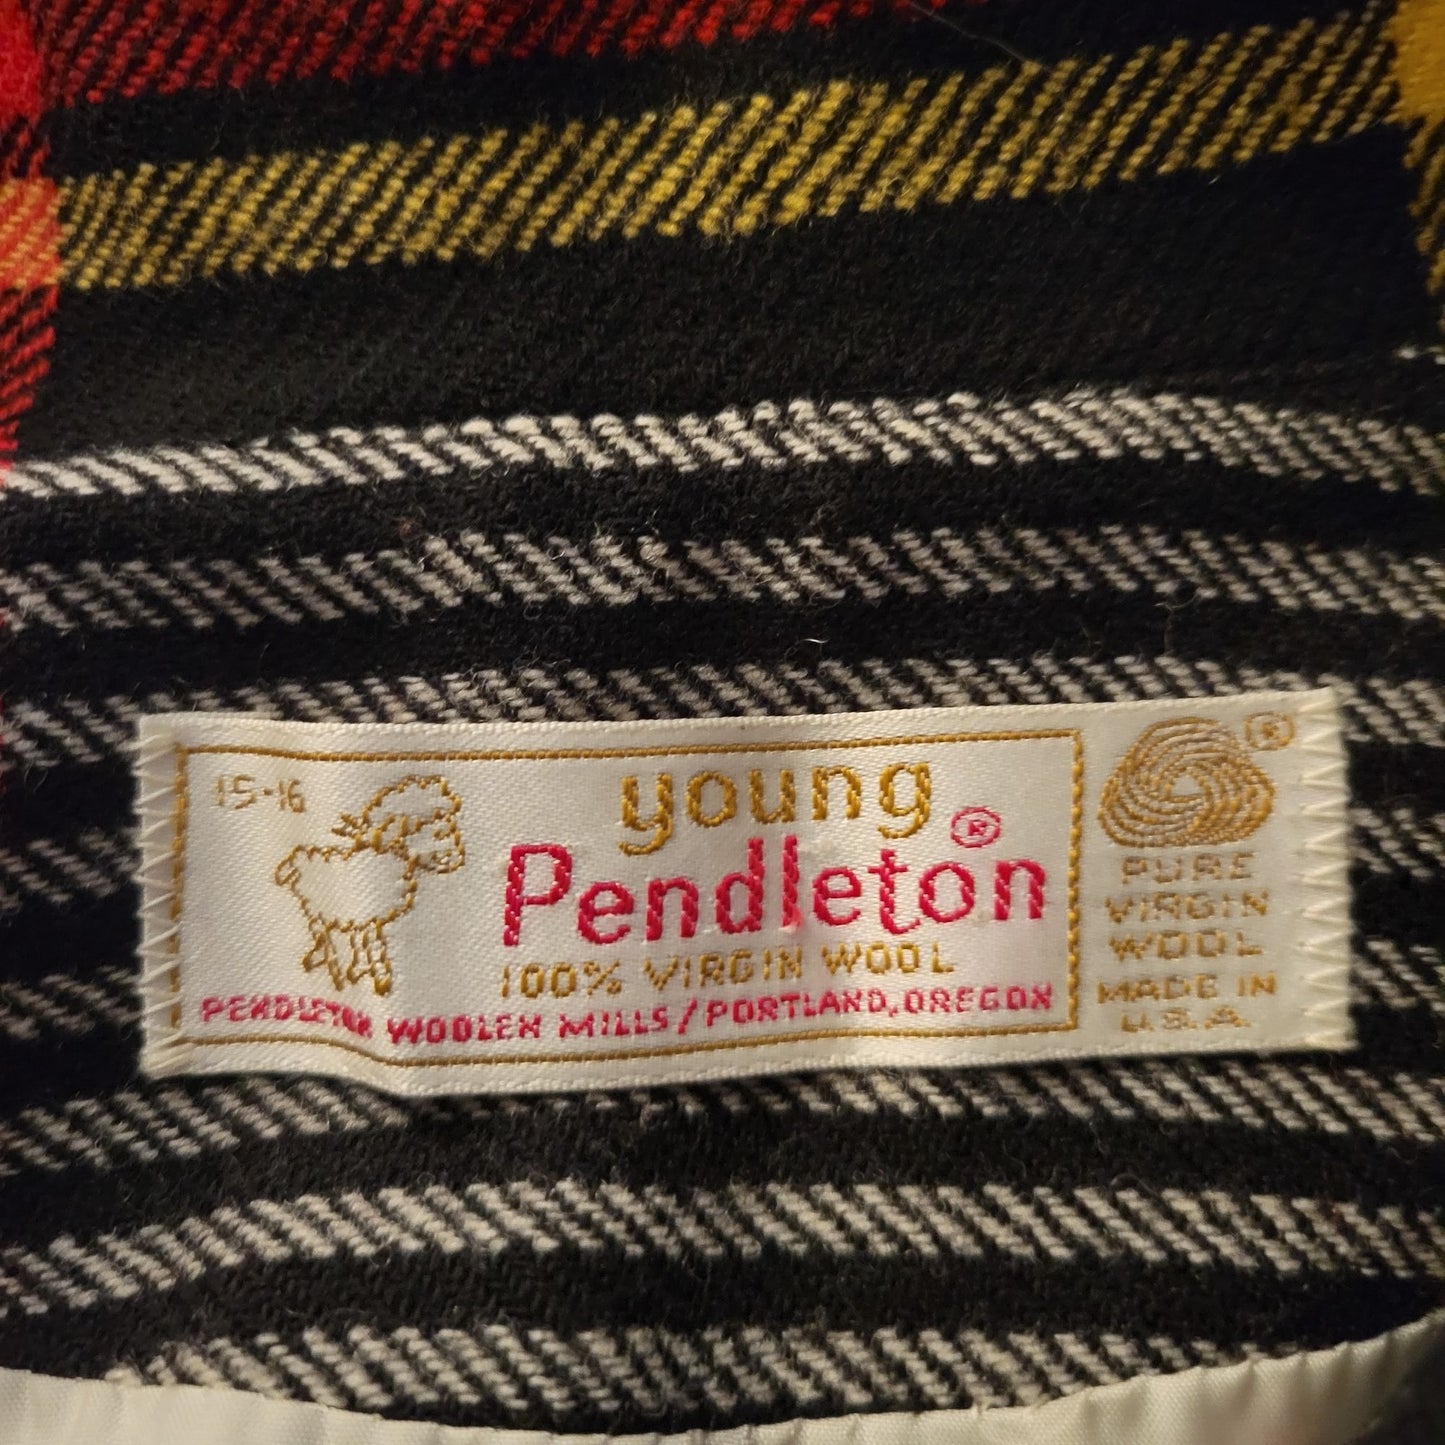 15-16
young
Pendleton®
100% VIRGIN WOOL
PENDLETON WOOLEN MILLS/PORTLAND, OREGON
®
PURE
VIRGIN
WOOL
MADE IN
U.S.A.